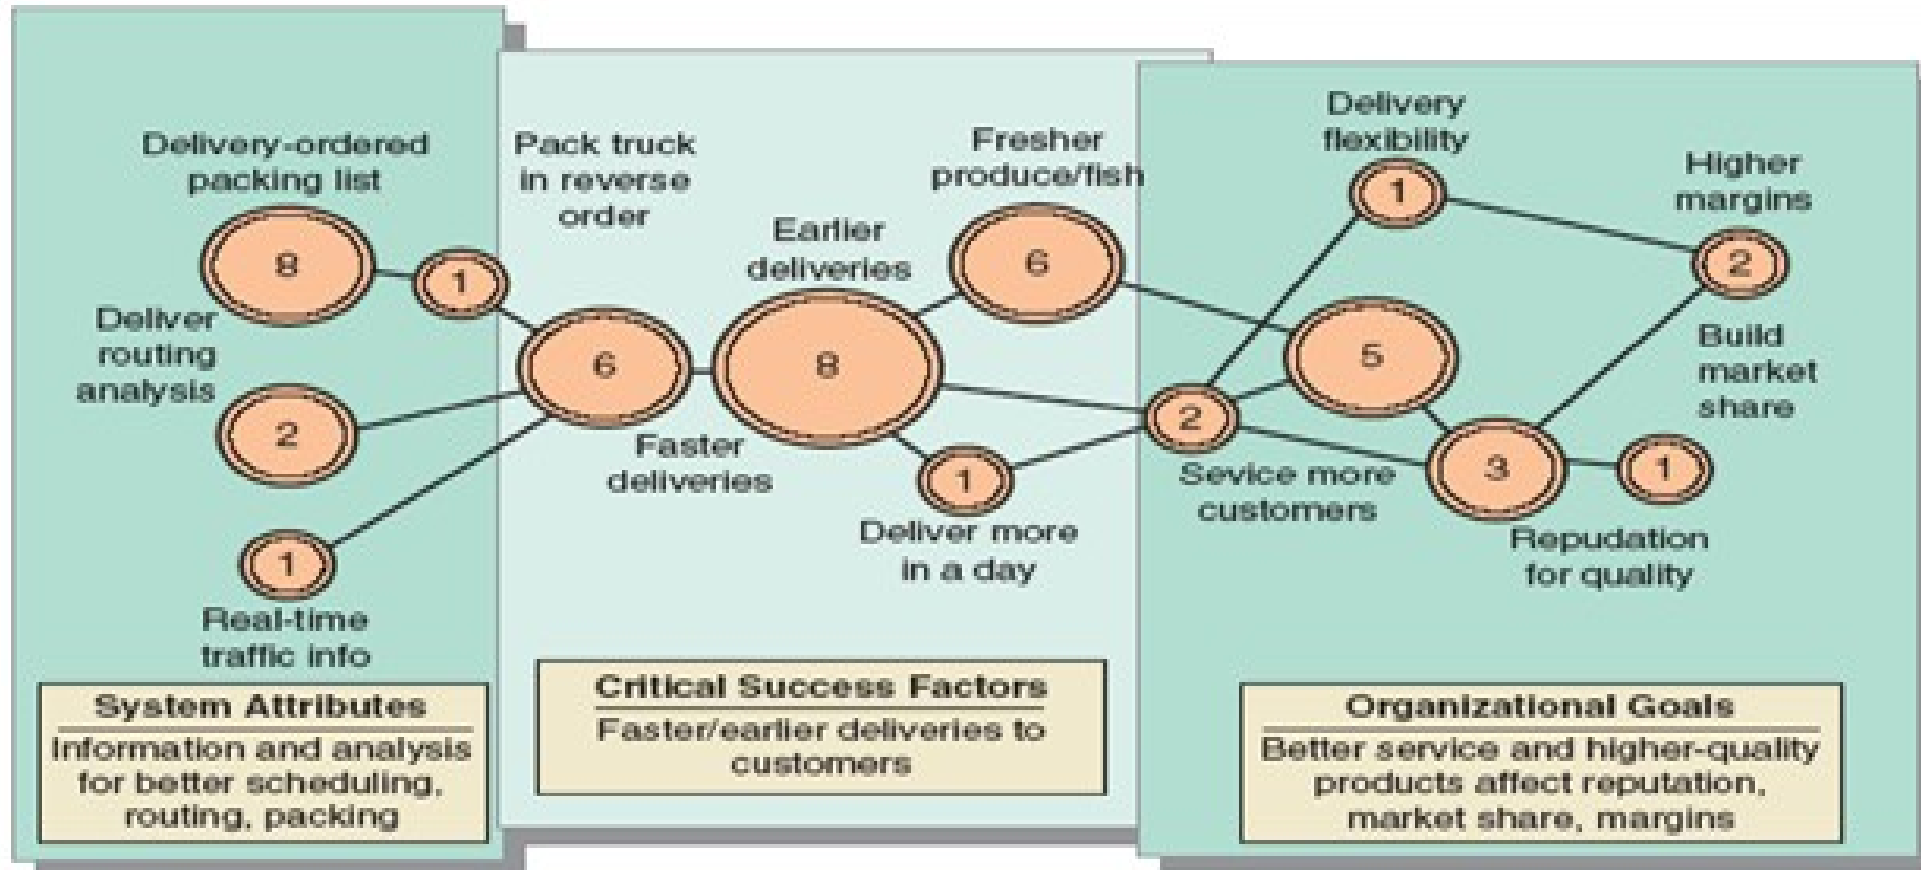 Delivery-ordered
packing list
8
1
Deliver
routing
analysis
2
1
Real-time
traffic info
System Attributes
Information and analysis
for better scheduling,
routing, packing
Pack truck
in reverse
order
6
Faster
deliveries
Earlier
deliveries
8
Fresher
produce/fish
6
1
Deliver more
in a day
Critical Success Factors
Faster/earlier deliveries to
customers
Delivery
flexibility
1
Higher
margins
2
5
Build
market
share
2
Sevice more
customers
3
1
Repudation
for quality
Organizational Goals
Better service and higher-quality
products affect reputation,
market share, margins